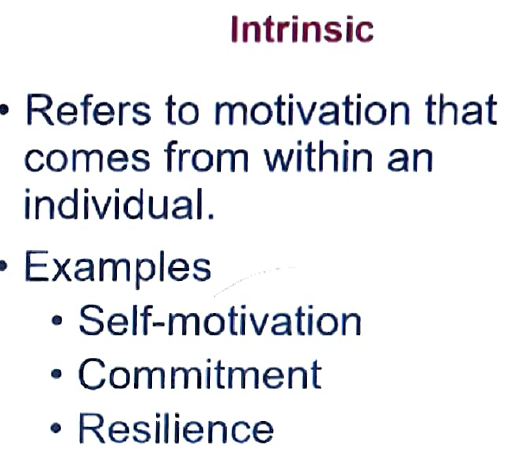 Intrinsic
• Refers to motivation that
comes from within an
individual.
• Examples
• Self-motivation
• Commitment
• Resilience